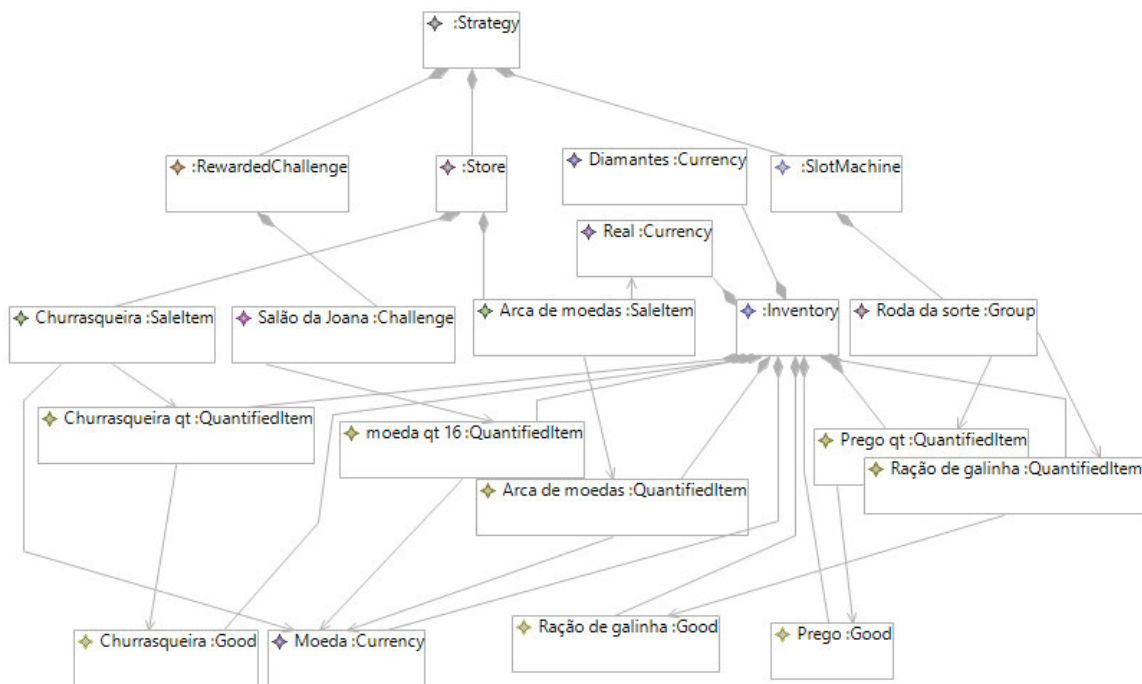 :Strategy
:RewardedChallenge
:Store
Diamantes :Currency
:SlotMachine
Real :Currency
Churrasqueira :SaleItem
Salão da Joana :Challenge
Arca de moedas :SaleItem
:Inventory
Roda da sorte :Group
Churrasqueira qt :QuantifiedItem
moeda qt 16 :QuantifiedItem
Prego qt :QuantifiedItem
Ração de galinha :QuantifiedItem
Arca de moedas :QuantifiedItem
Churrasqueira :Good
Moeda :Currency
Ração de galinha :Good
Prego :Good